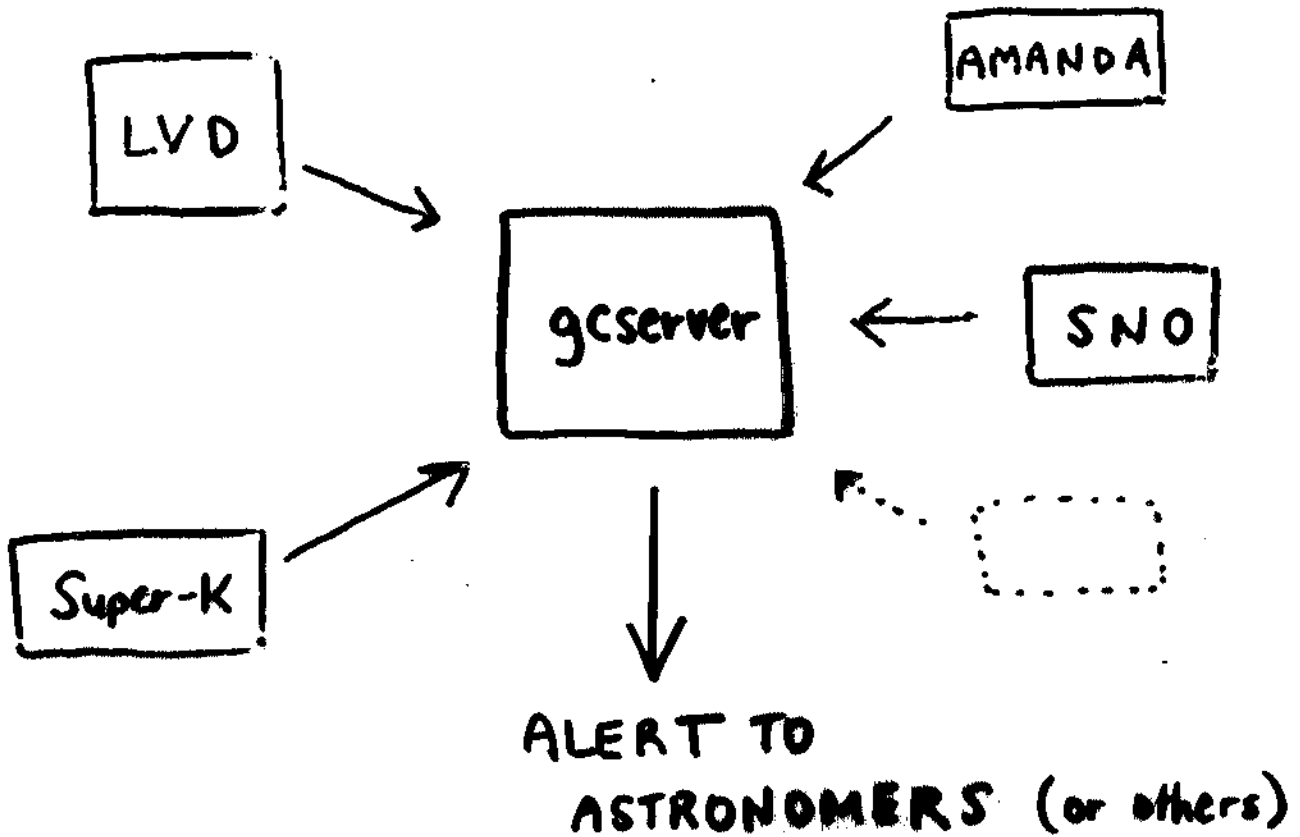 LVD
AMANDA
gcserver
SNO
Super-K
ALERT TO
ASTRONOMERS (or others)